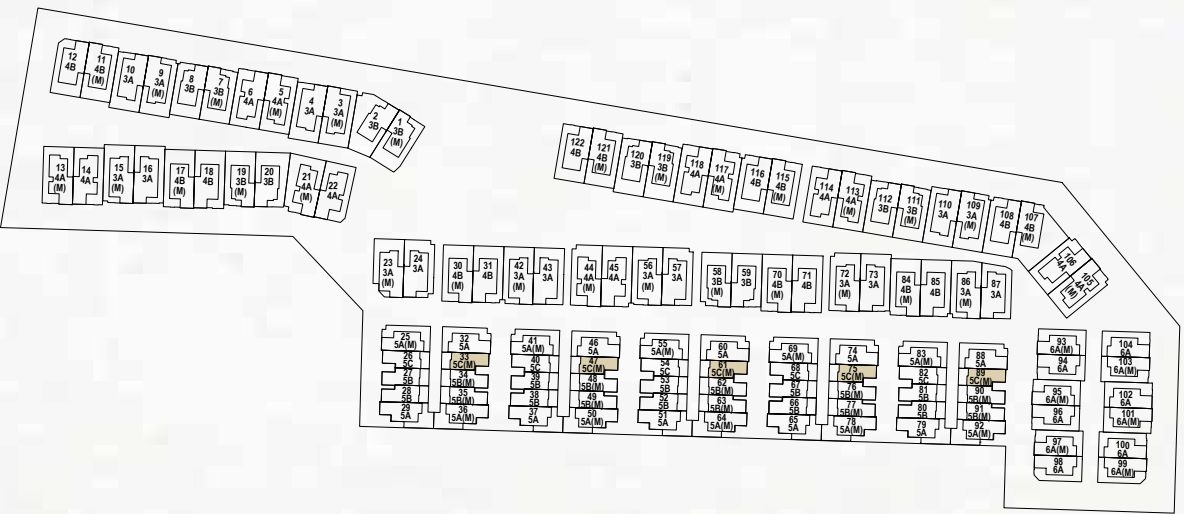 12
4B
11
4B
(M)
10
3A
9
3A
(M)
8
3B
7
3B
(M)
6
4A
5
4A
(M)
4
3A
3
3A
(M)
2
3B
1
3B
(M)
13
4A
(M)
14
4A
15
3A
(M)
16
3A
17
4B
(M)
18
4B
19
3B
(M)
20
3B
21
4A
(M)
22
4A
122
4B
121
4B
(M)
120
3B
119
3B
(M)
118
4A
117
4A
(M)
116
4B
115
4B
(M)
114
4A
113
4A
(M)
112
3B
111
3B
(M)
110
3A
109
3A
(M)
108
4B
107
4B
(M)
106
4A
105
4A
(M)
23
3A
(M)
24
3A
30
4B
(M)
31
4B
42
3A
(M)
43
3A
44
4A
(M)
45
4A
56
3A
(M)
57
3A
58
3B
(M)
59
3B
70
4B
(M)
71
4B
72
3A
(M)
73
3A
84
4B
(M)
85
4B
86
3A
(M)
87
3A
25
5A(M)
26
5C
27
5B
28
5B
29
5A
32
5A
33
5C(M)
34
5B(M)
35
5B(M)
36
5A(M)
41
5A(M)
40
5C
39
5B
38
5B
37
5A
46
5A
47
5C(M)
48
5B(M)
49
5B(M)
50
5A(M)
55
5A(M)
54
5C
53
5B
52
5B
51
5A
60
5A
61
5C(M)
62
5B(M)
63
5B(M)
64
5A(M)
69
5A(M)
68
5C
67
5B
66
5B
65
5A
74
5A
75
5C(M)
76
5B(M)
77
5B(M)
78
5A(M)
83
5A(M)
82
5C
81
5B
80
5B
79
5A
88
5A
89
5C(M)
90
5B(M)
91
5B(M)
92
5A(M)
93
6A(M)
94
6A
95
6A(M)
96
6A
97
6A(M)
98
6A
104
6A
103
6A(M)
102
6A
101
6A(M)
100
6A
99
6A(M)